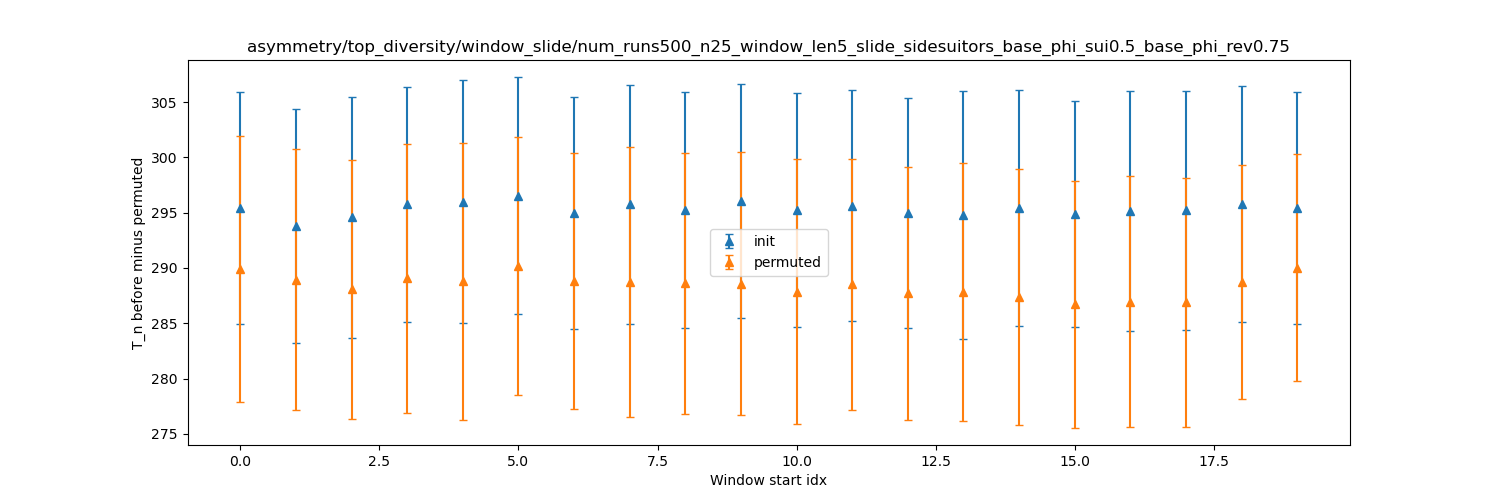 asymmetry/top_diversity/window_slide/num_runs500_n25_window_len5_slide_sidesuitors_base_phi_sui0.5_base_phi_rev0.75
T_n before minus permuted
305
300
295
290
285
280
275
init
permuted
0.0 2.5 5.0 7.5 10.0 12.5 15.0 17.5
Window start idx